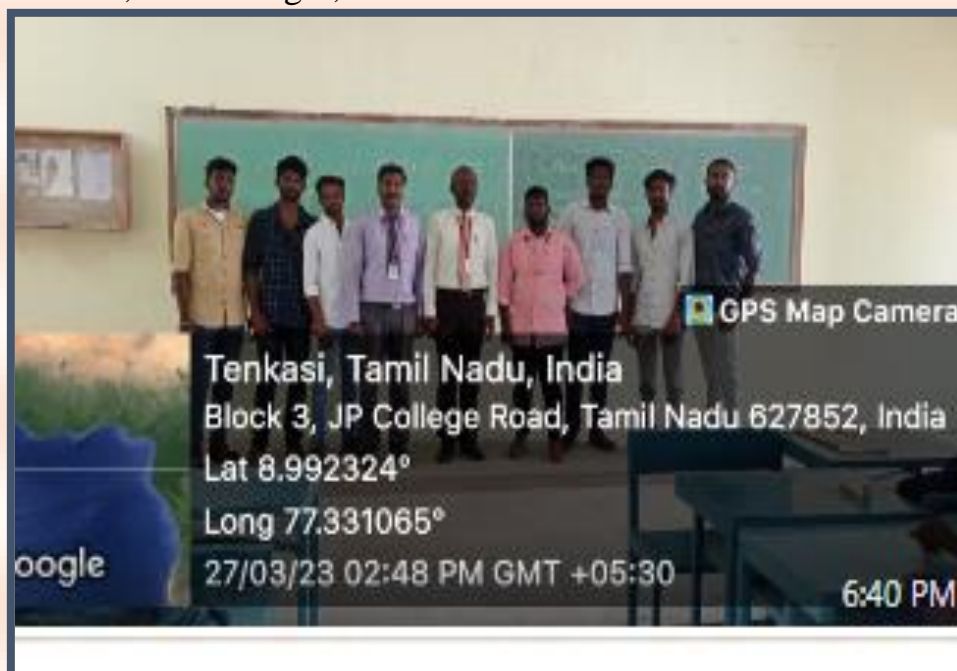 GPS Map Camera
Tenkasi, Tamil Nadu, India
Block 3, JP College Road, Tamil Nadu 627852, India
Lat 8.992324°
Long 77.331065°
oogle
27/03/23 02:48 PM GMT +05:30
6:40 PM